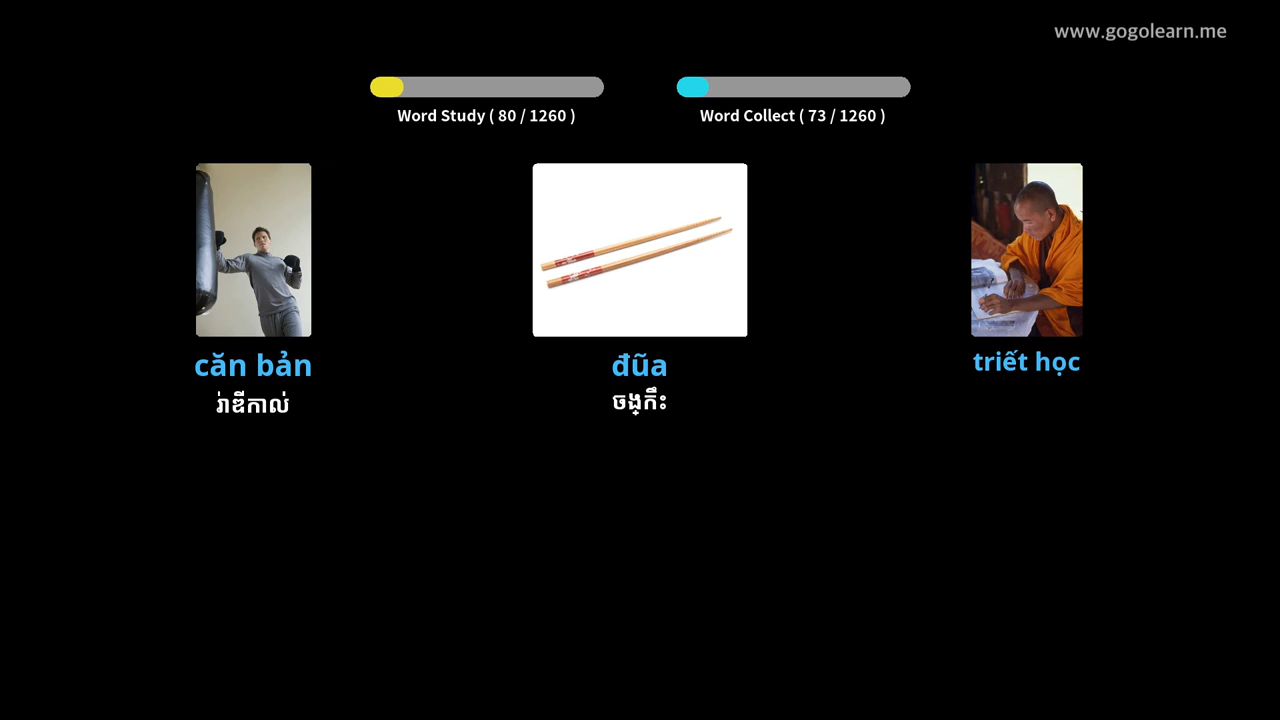 www.gogolearn.me
Word Study ( 80 / 1260 )
Word Collect ( 73 / 1260 )
căn bản
រ៉ាឌីកាល់
đũa
ចង្កឹះ
triết học